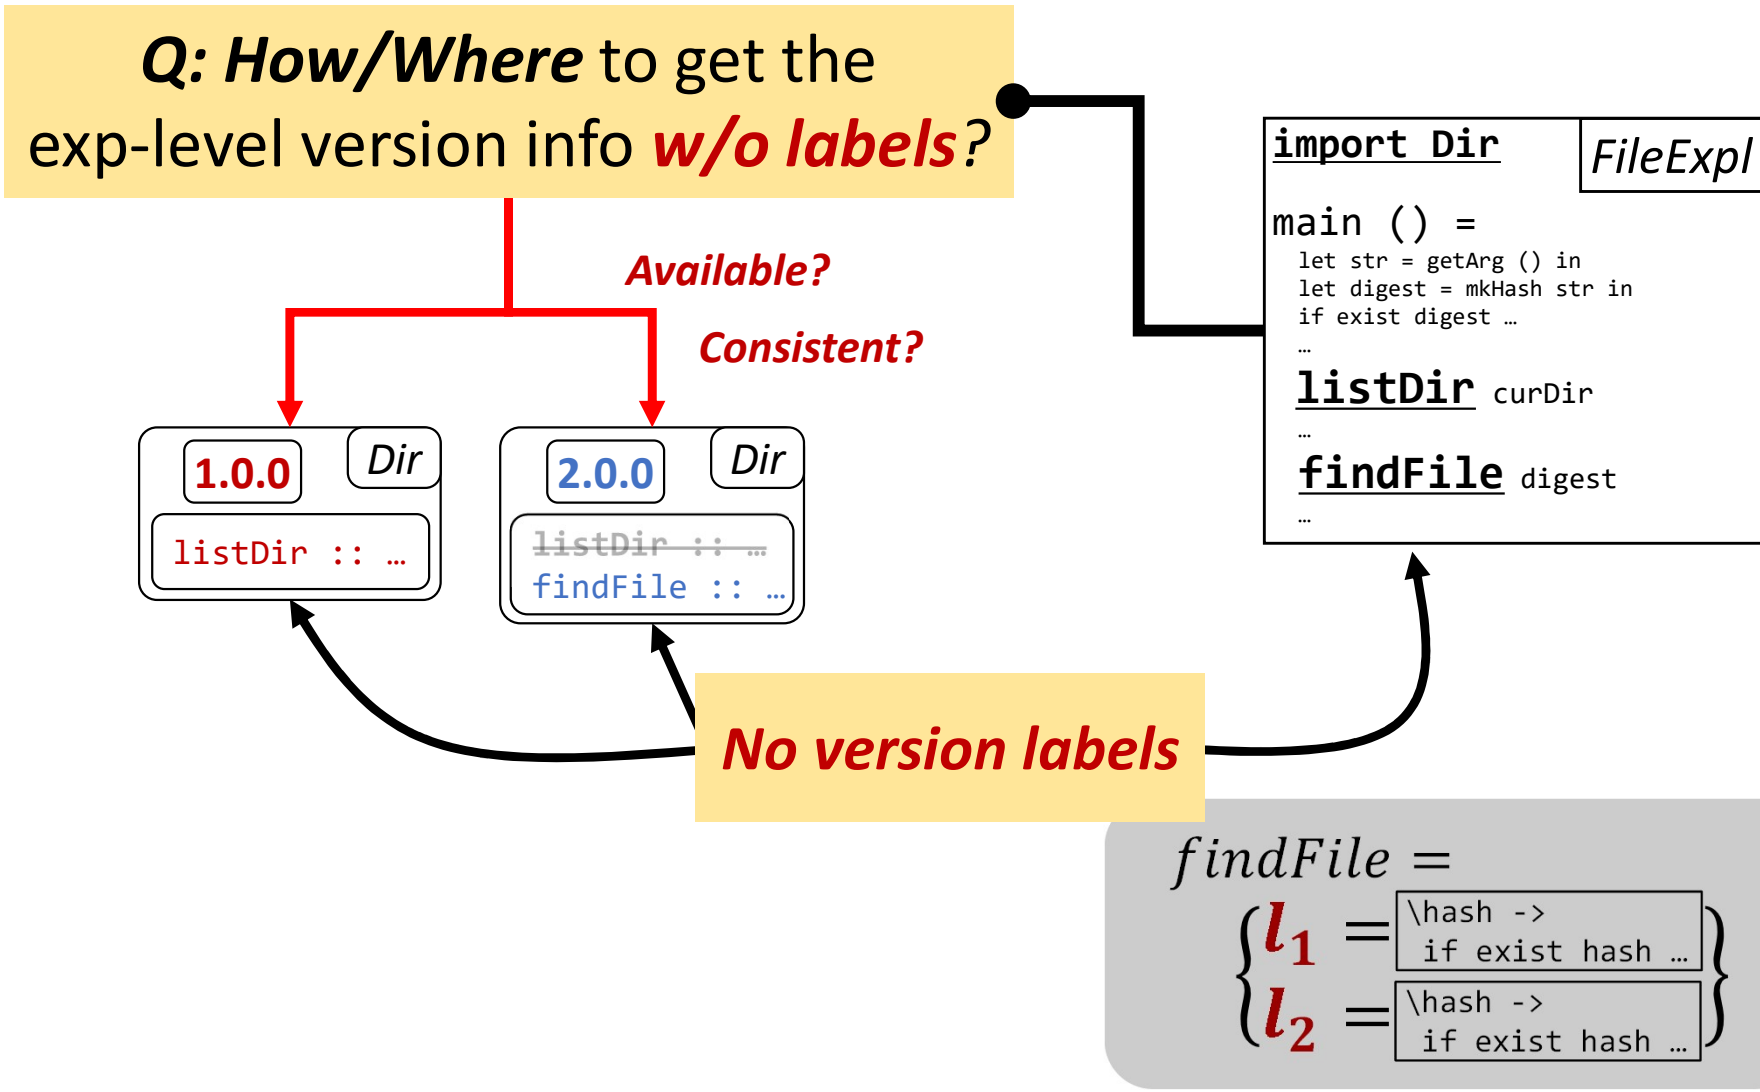 Q: How/Where to get the
exp-level version info w/o labels?
Available?
Consistent?
1.0.0
Dir
listDir :: …
2.0.0
Dir
listDir :: …
findFile :: …
import Dir
FileExpl
main () =
let str = getArg () in
let digest = mkHash str in
if exist digest …
…
listDir curDir
…
findFile digest
…
No version labels
findFile =
l₁ =
\hash ->
if exist hash …
l₂ =
\hash ->
if exist hash …